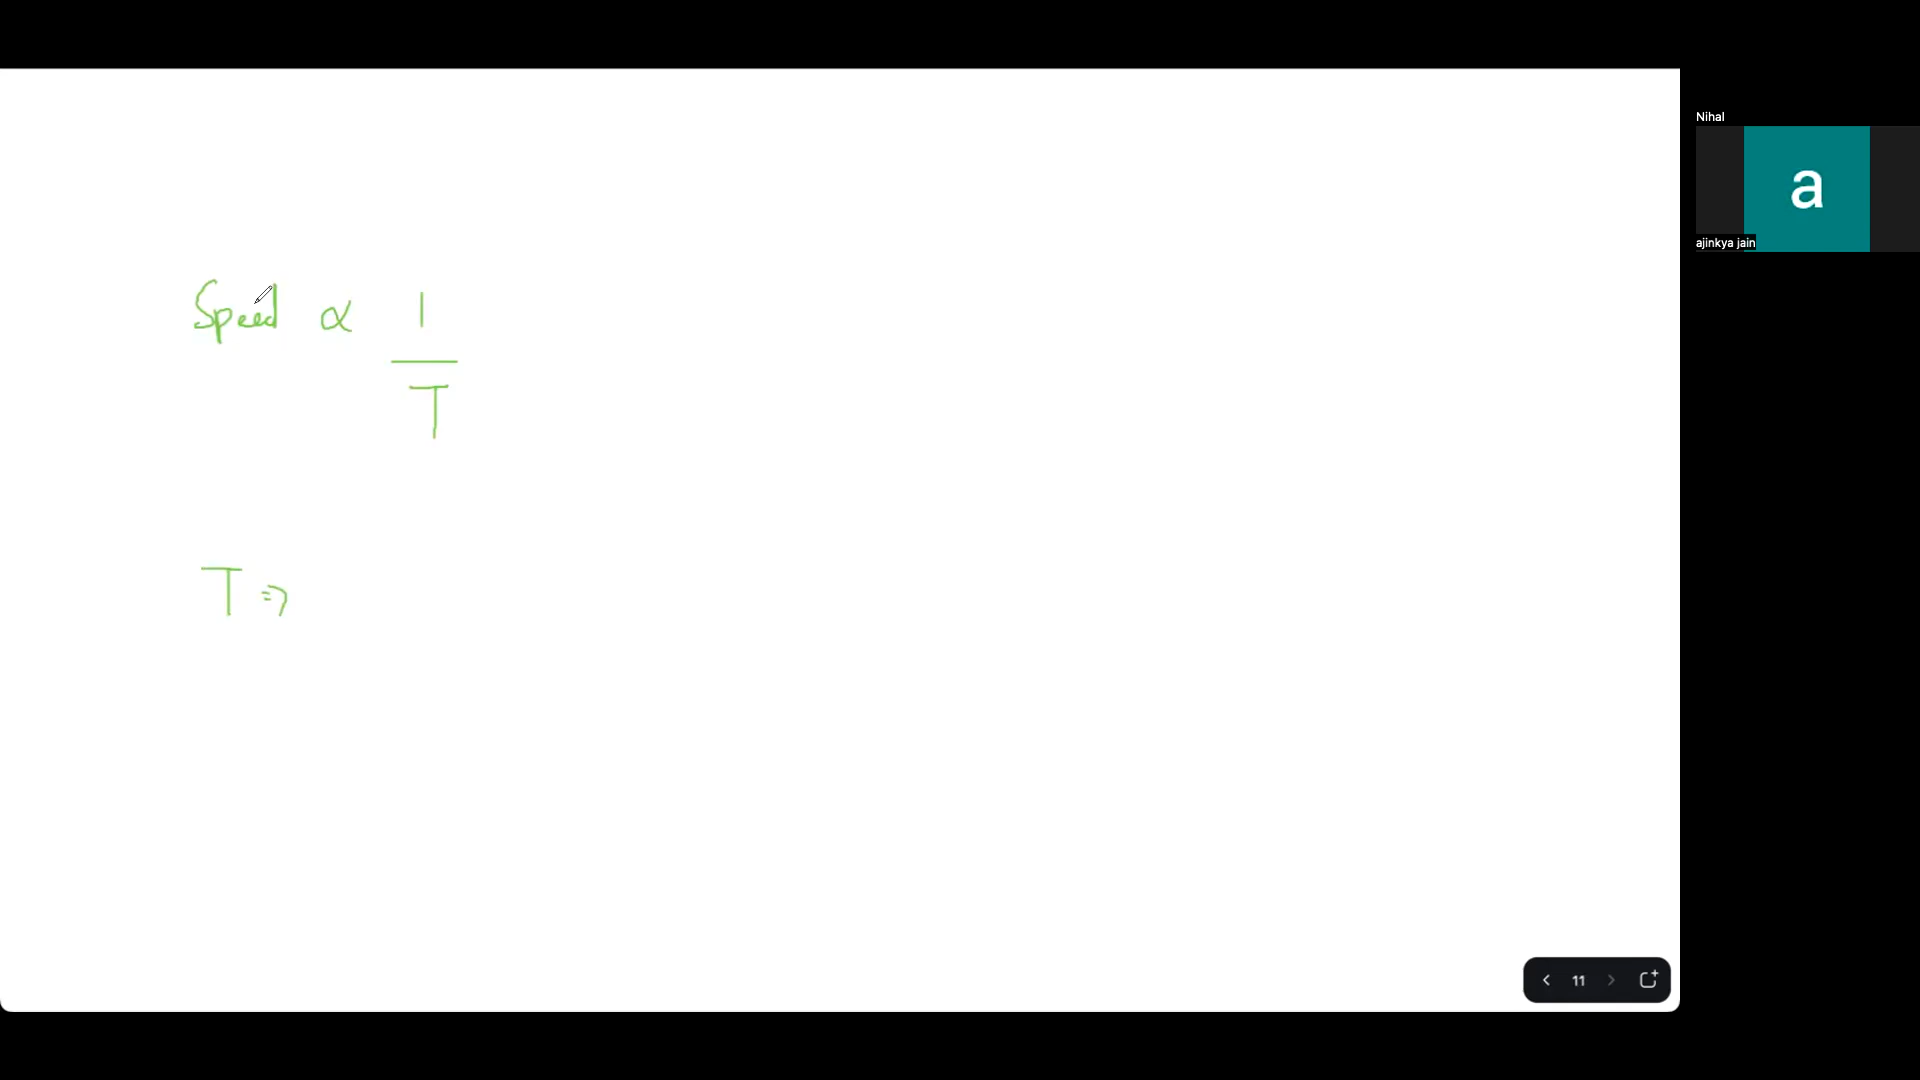 Nihal
a
ajinkya jain
Speed ∝ 1
T
T =>
11